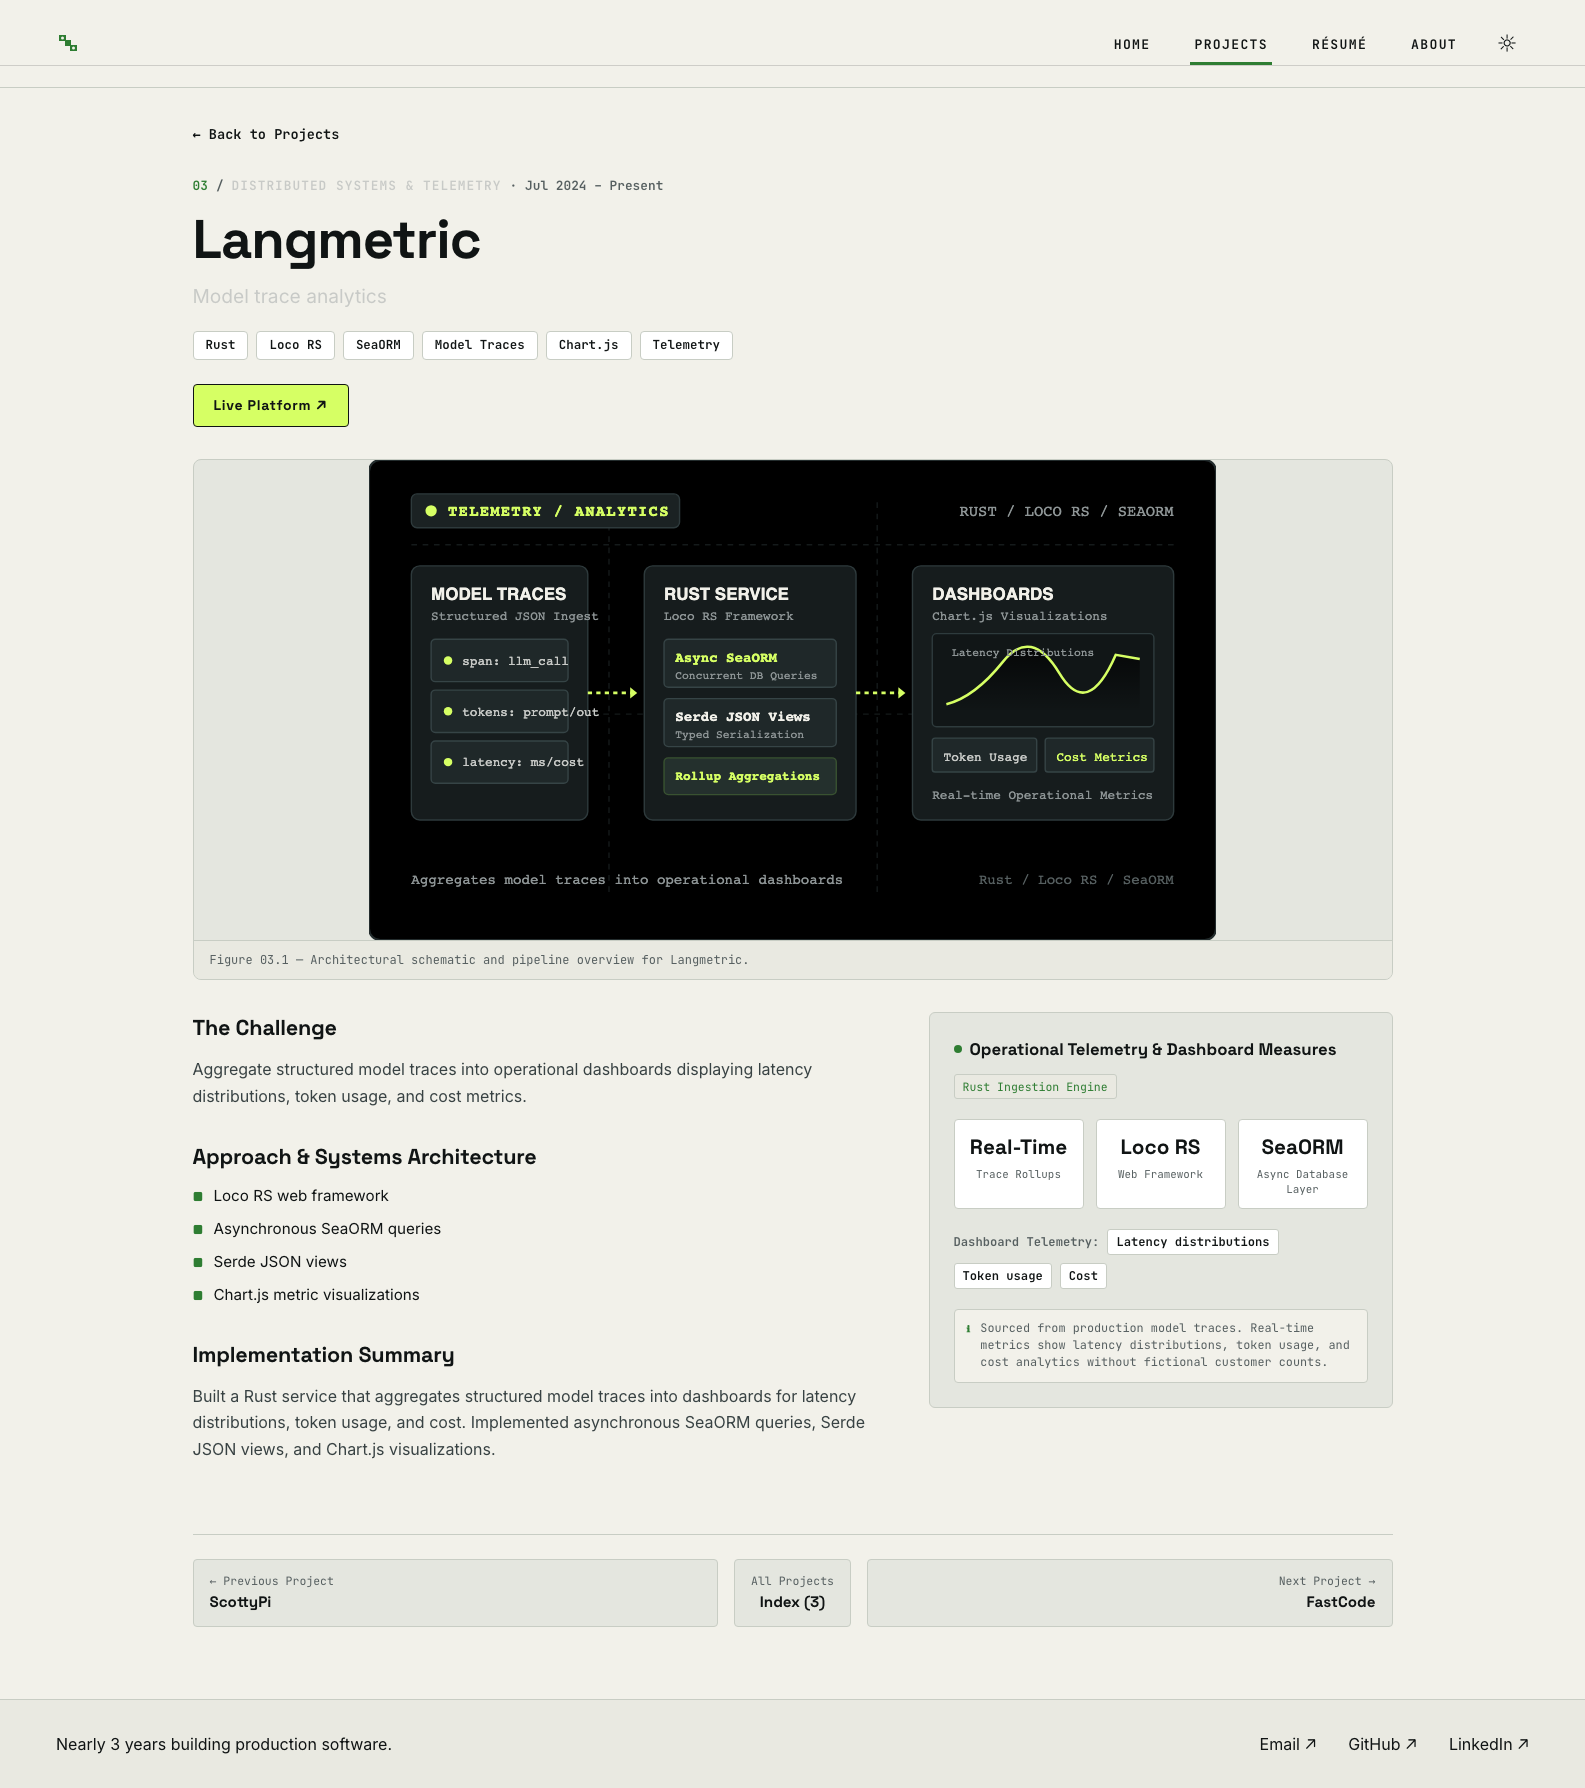 HOME PROJECTS RÉSUMÉ ABOUT
← Back to Projects
03 / DISTRIBUTED SYSTEMS & TELEMETRY · Jul 2024 – Present
Langmetric
Model trace analytics
Rust Loco RS SeaORM Model Traces Chart.js Telemetry
Live Platform ↗
TELEMETRY / ANALYTICS
RUST / LOCO RS / SEAORM
MODEL TRACES
Structured JSON Ingest
span: llm_call
tokens: prompt/out
latency: ms/cost
RUST SERVICE
Loco RS Framework
Async SeaORM
Concurrent DB Queries
Serde JSON Views
Typed Serialization
Rollup Aggregations
DASHBOARDS
Chart.js Visualizations
Latency Distributions
Token Usage
Cost Metrics
Real-time Operational Metrics
Aggregates model traces into operational dashboards
Rust / Loco RS / SeaORM
Figure 03.1 — Architectural schematic and pipeline overview for Langmetric.
The Challenge
Aggregate structured model traces into operational dashboards displaying latency
distributions, token usage, and cost metrics.
Approach & Systems Architecture
Loco RS web framework
Asynchronous SeaORM queries
Serde JSON views
Chart.js metric visualizations
Implementation Summary
Built a Rust service that aggregates structured model traces into dashboards for latency
distributions, token usage, and cost. Implemented asynchronous SeaORM queries, Serde
JSON views, and Chart.js visualizations.
Operational Telemetry & Dashboard Measures
Rust Ingestion Engine
Real-Time
Trace Rollups
Loco RS
Web Framework
SeaORM
Async Database
Layer
Dashboard Telemetry: Latency distributions
Token usage Cost
ℹ Sourced from production model traces. Real-time
metrics show latency distributions, token usage, and
cost analytics without fictional customer counts.
← Previous Project
ScottyPi
All Projects
Index (3)
Next Project →
FastCode
Nearly 3 years building production software.
Email ↗ GitHub ↗ LinkedIn ↗